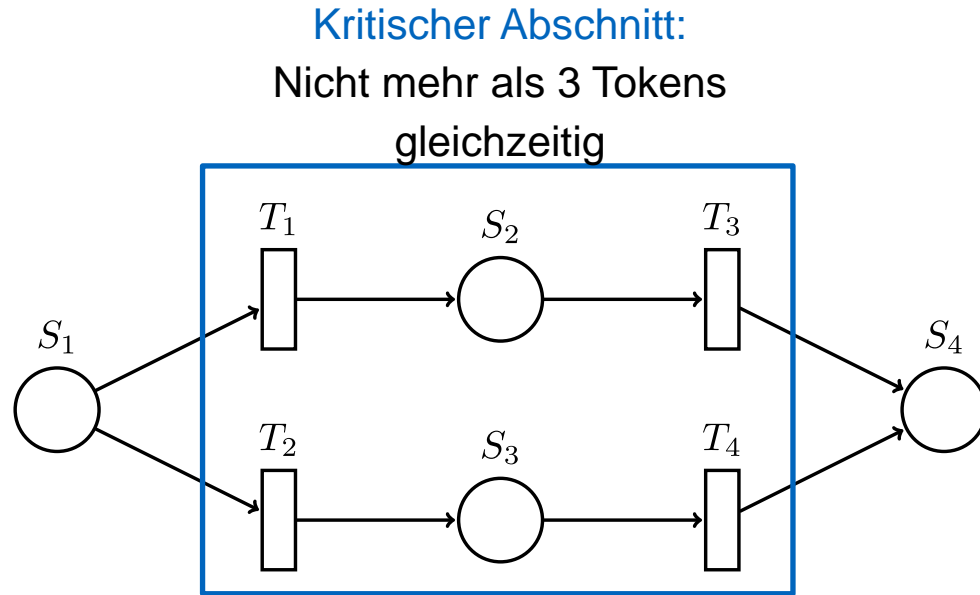 Kritischer Abschnitt:
Nicht mehr als 3 Tokens
gleichzeitig
T₁
S₂
T₃
S₁
S₄
T₂
S₃
T₄